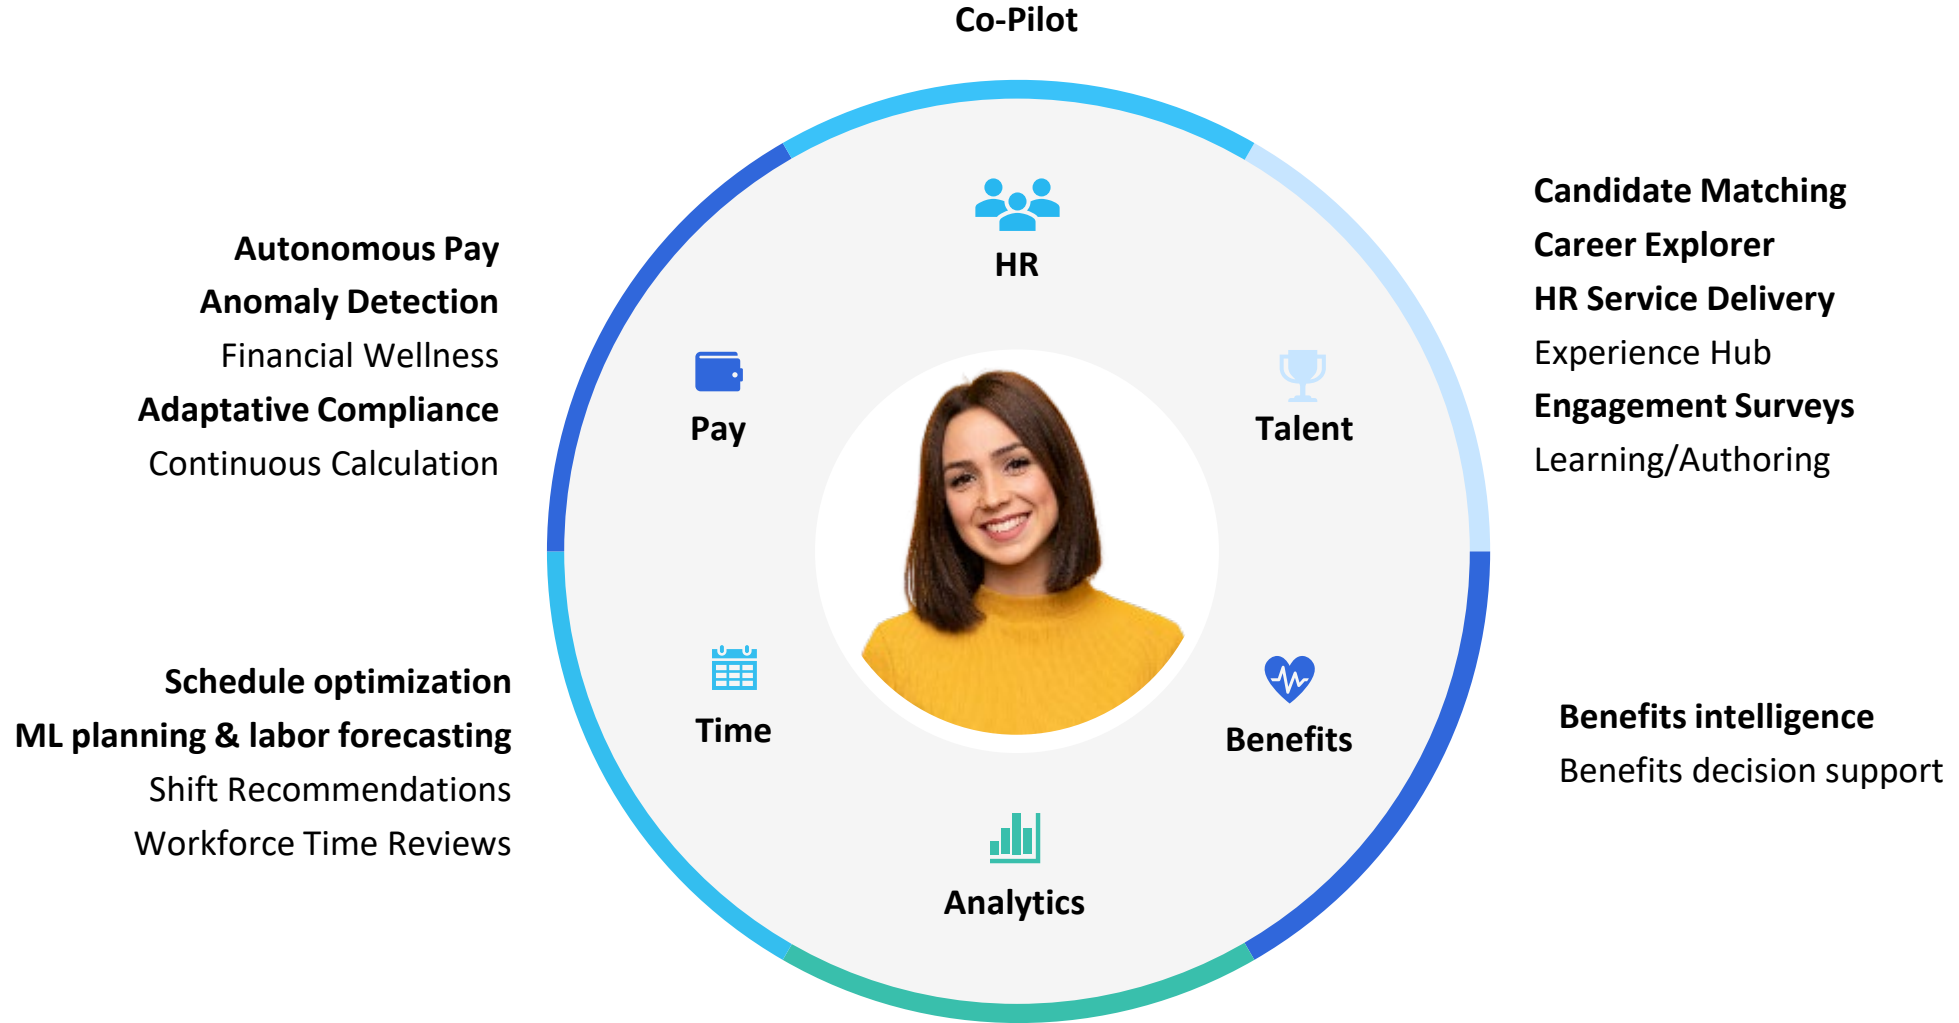 Co-Pilot
HR
Pay
Talent
Time
Benefits
Analytics
Autonomous Pay
Anomaly Detection
Financial Wellness
Adaptative Compliance
Continuous Calculation
Schedule optimization
ML planning & labor forecasting
Shift Recommendations
Workforce Time Reviews
Candidate Matching
Career Explorer
HR Service Delivery
Experience Hub
Engagement Surveys
Learning/Authoring
Benefits intelligence
Benefits decision support